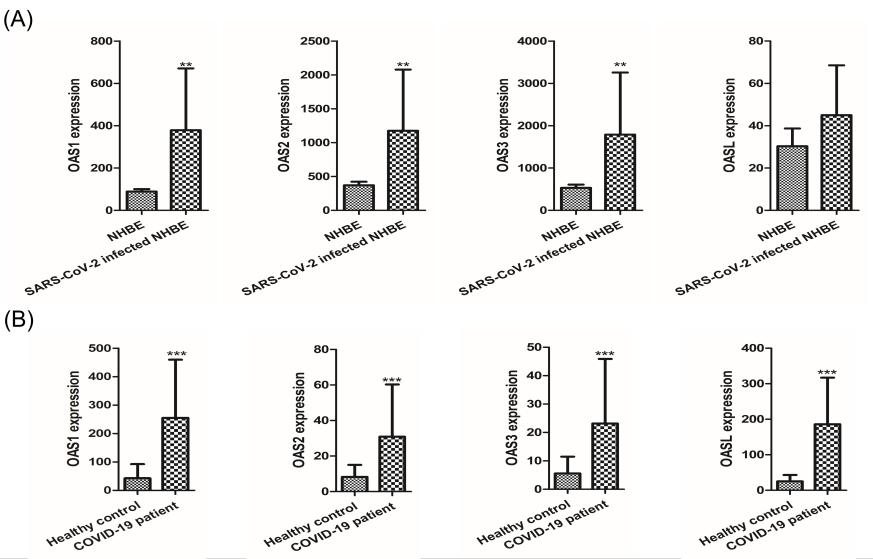 (A)
OAS1 expression
800
600
400
200
0
**
NHBE
SARS-CoV-2 infected NHBE
OAS2 expression
2500
2000
1500
1000
500
0
**
NHBE
SARS-CoV-2 infected NHBE
OAS3 expression
4000
3000
2000
1000
0
**
NHBE
SARS-CoV-2 infected NHBE
OASL expression
80
60
40
20
0
NHBE
SARS-CoV-2 infected NHBE
(B)
OAS1 expression
500
400
300
200
100
0
***
Healthy control
COVID-19 patient
OAS2 expression
80
60
40
20
0
***
Healthy control
COVID-19 patient
OAS3 expression
50
40
30
20
10
0
***
Healthy control
COVID-19 patient
OASL expression
400
300
200
100
0
***
Healthy control
COVID-19 patient